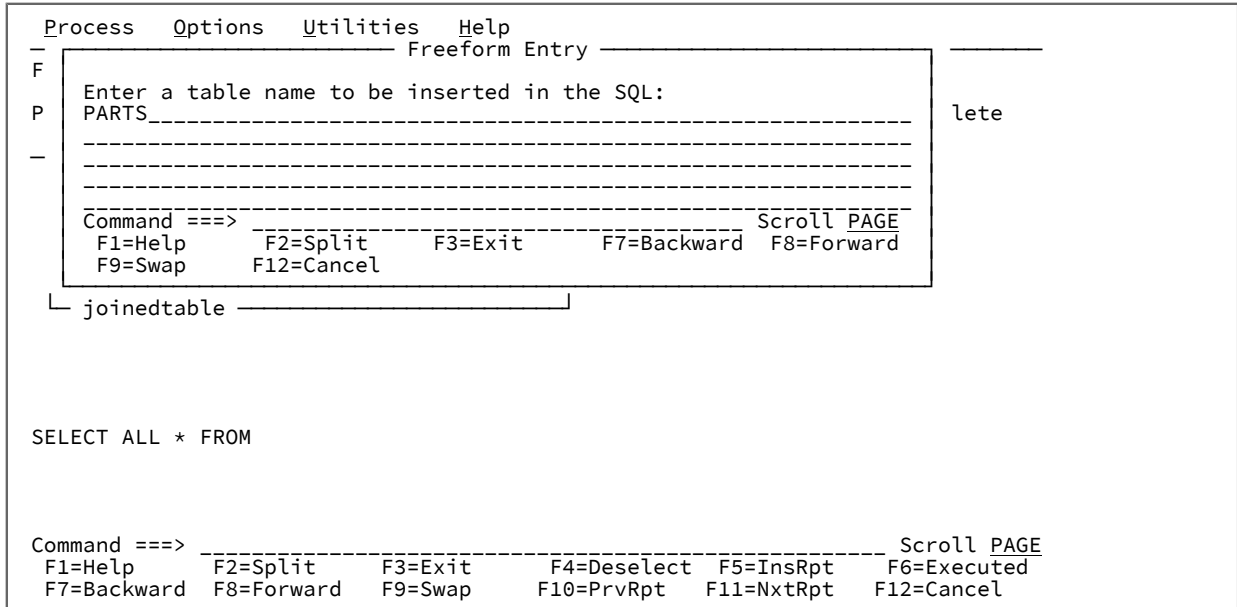 Process   Options   Utilities   Help
Freeform Entry
F
Enter a table name to be inserted in the SQL:
P PARTS__________________________________________________________ lete
Command ===> ______________________________________ Scroll PAGE
F1=Help   F2=Split   F3=Exit   F7=Backward   F8=Forward
F9=Swap   F12=Cancel
joinedtable
SELECT ALL * FROM
Command ===> _____________________________________________________ Scroll PAGE
F1=Help   F2=Split   F3=Exit   F4=Deselect   F5=InsRpt   F6=Executed
F7=Backward   F8=Forward   F9=Swap   F10=PrvRpt   F11=NxtRpt   F12=Cancel